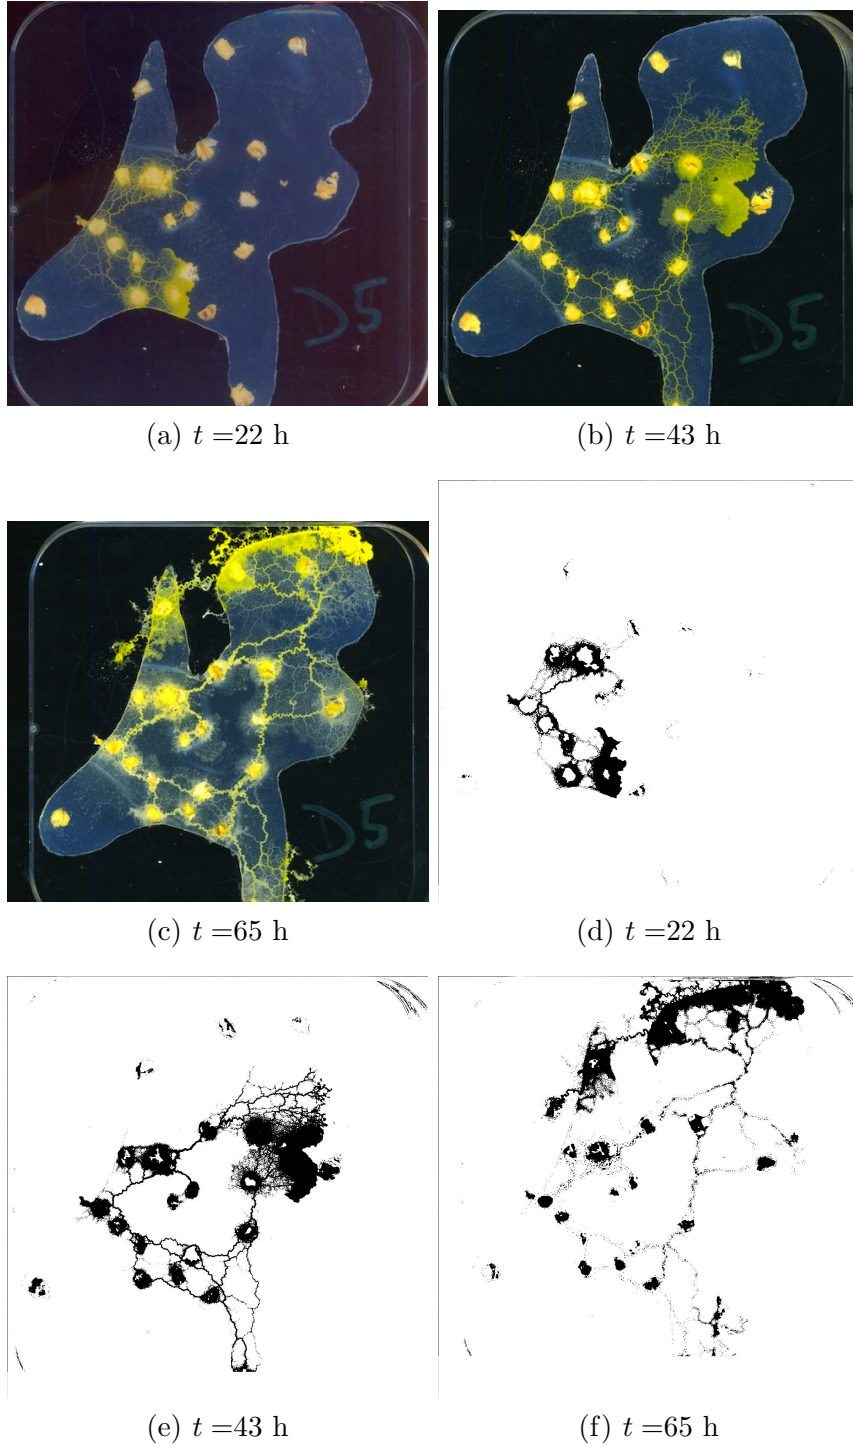 D5
D5
(a) t =22 h
(b) t =43 h
D5
(c) t =65 h
(d) t =22 h
(e) t =43 h
(f) t =65 h